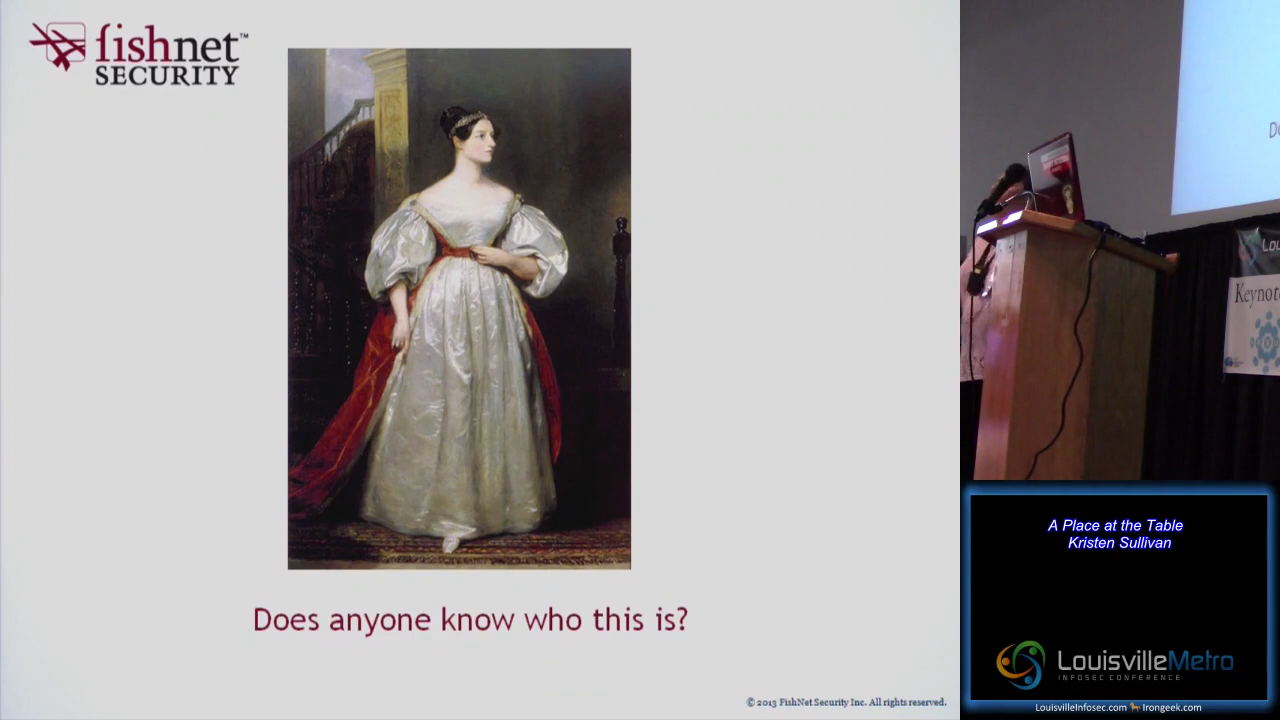 fishnet™
SECURITY
Does anyone know who this is?
© 2013 FishNet Security Inc. All rights reserved.
Keynot
A Place at the Table
Kristen Sullivan
LouisvilleMetro
INFOSEC CONFERENCE
LouisvilleInfosec.com Irongeek.com